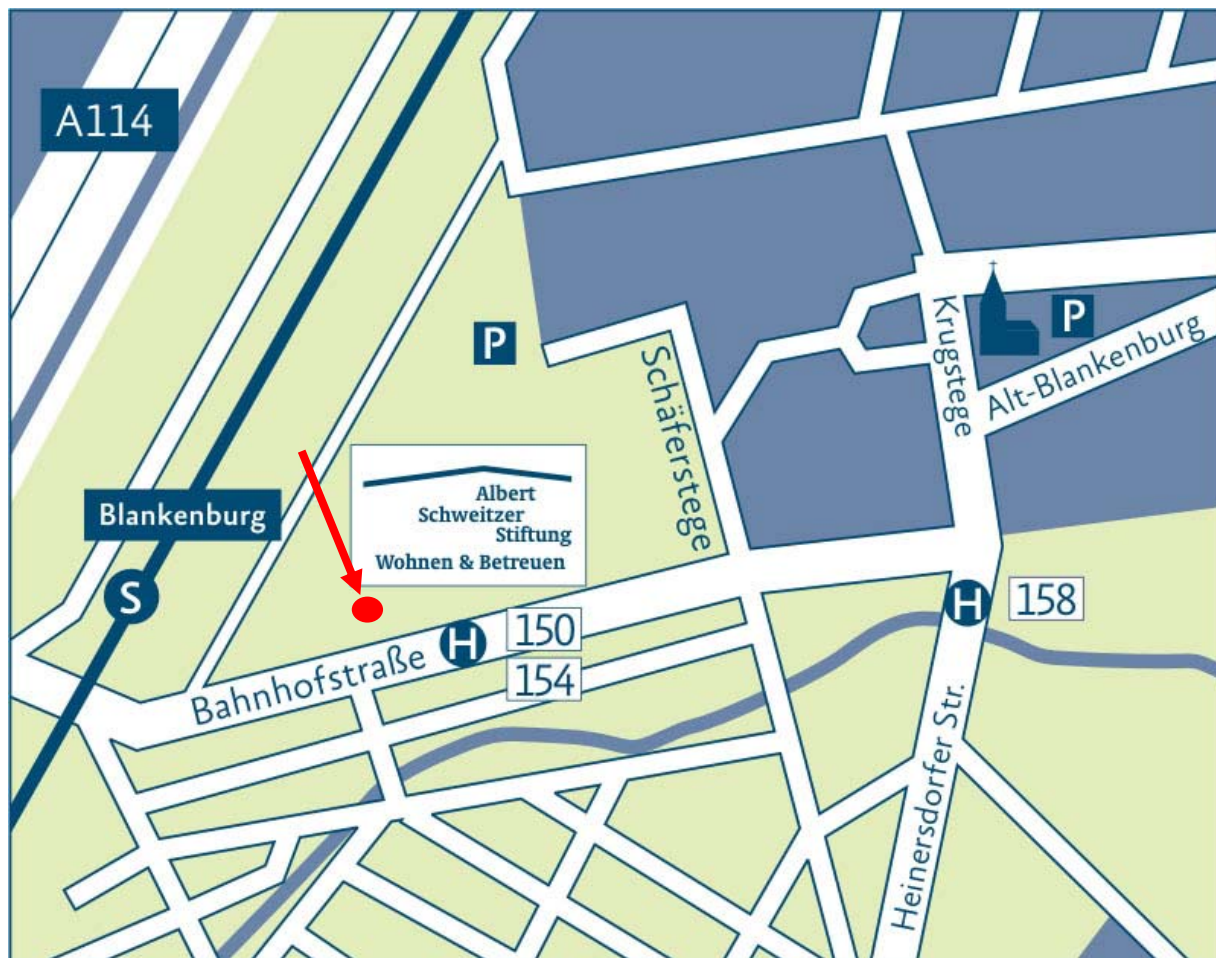 A114
P
Krugstege
P
Alt-Blankenburg
Schäferstege
Blankenburg
Albert
Schweitzer
Stiftung
Wohnen & Betreuen
S
Bahnhofstraße
H
150
154
H
158
Heinersdorfer Str.